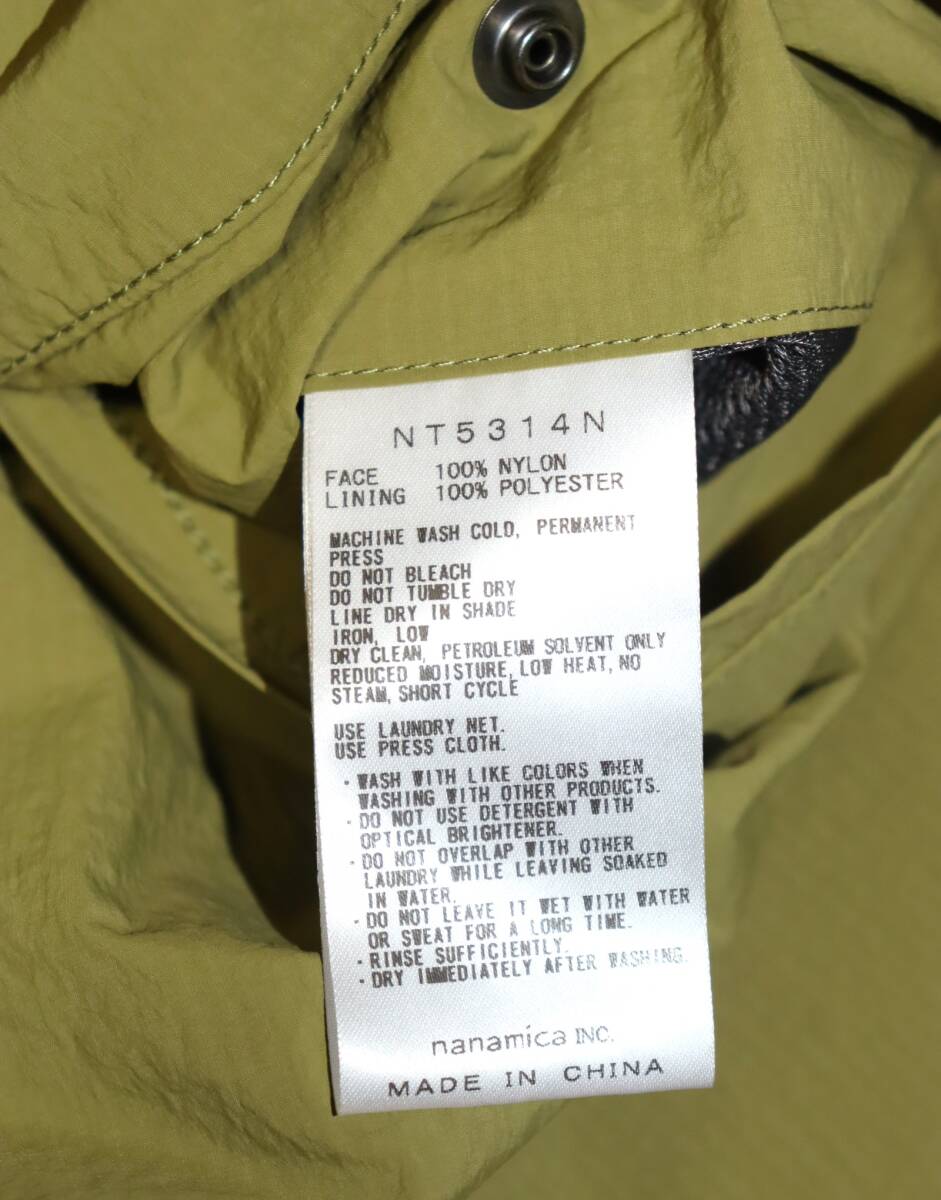 NT5314N
FACE 100% NYLON
LINING 100% POLYESTER
MACHINE WASH COLD, PERMANENT
PRESS
DO NOT BLEACH
DO NOT TUMBLE DRY
LINE DRY IN SHADE
IRON, LOW
DRY CLEAN, PETROLEUM SOLVENT ONLY
REDUCED MOISTURE, LOW HEAT, NO
STEAM, SHORT CYCLE
USE LAUNDRY NET.
USE PRESS CLOTH.
・WASH WITH LIKE COLORS WHEN
WASHING WITH OTHER PRODUCTS.
・DO NOT USE DETERGENT WITH
OPTICAL BRIGHTENER.
・DO NOT OVERLAP WITH OTHER
LAUNDRY WHILE LEAVING SOAKED
IN WATER.
・DO NOT LEAVE IT WET WITH WATER
OR SWEAT FOR A LONG TIME.
・RINSE SUFFICIENTLY.
・DRY IMMEDIATELY AFTER WASHING.
nanamica INC.
MADE IN CHINA